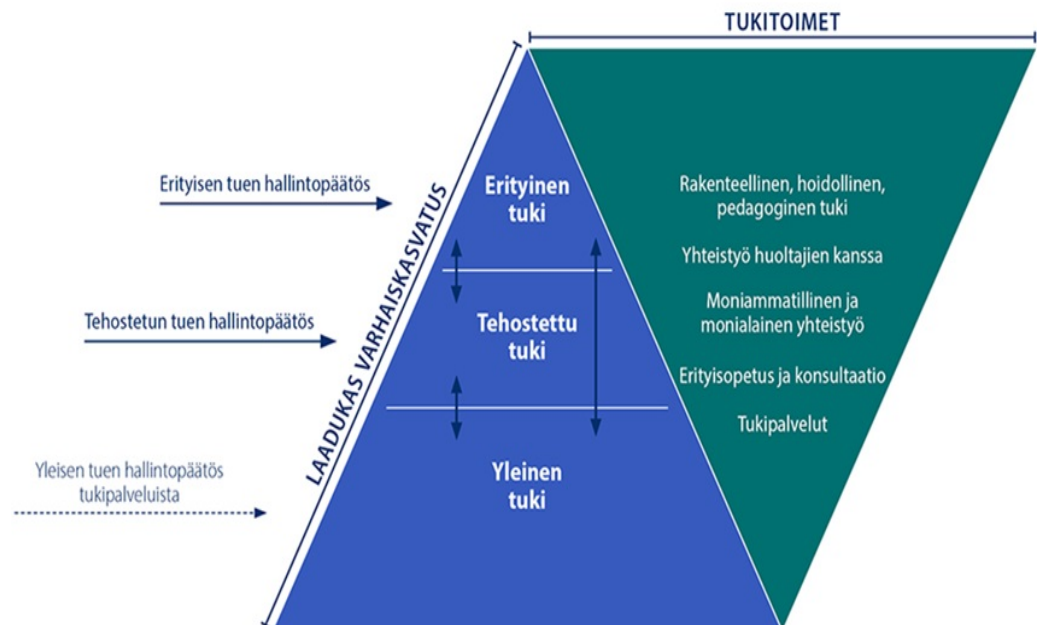 TUKITOIMET
LAADUKAS VARHAISKASVATUS
Erityisen tuen hallintopäätös
Tehostetun tuen hallintopäätös
Yleisen tuen hallintopäätös
tukipalveluista
Erityinen
tuki
Tehostettu
tuki
Yleinen
tuki
Rakenteellinen, hoidollinen,
pedagoginen tuki
Yhteistyö huoltajien kanssa
Moniammatillinen ja
monialainen yhteistyö
Erityisopetus ja konsultaatio
Tukipalvelut